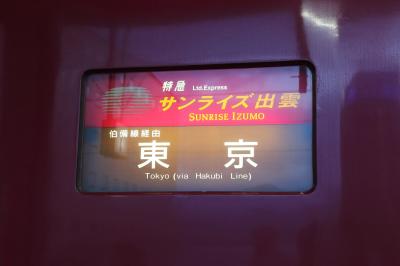 特急 Ltd.Express
サンライズ出雲
SUNRISE IZUMO
伯備線経由
東京
Tokyo (via Hakubi Line)